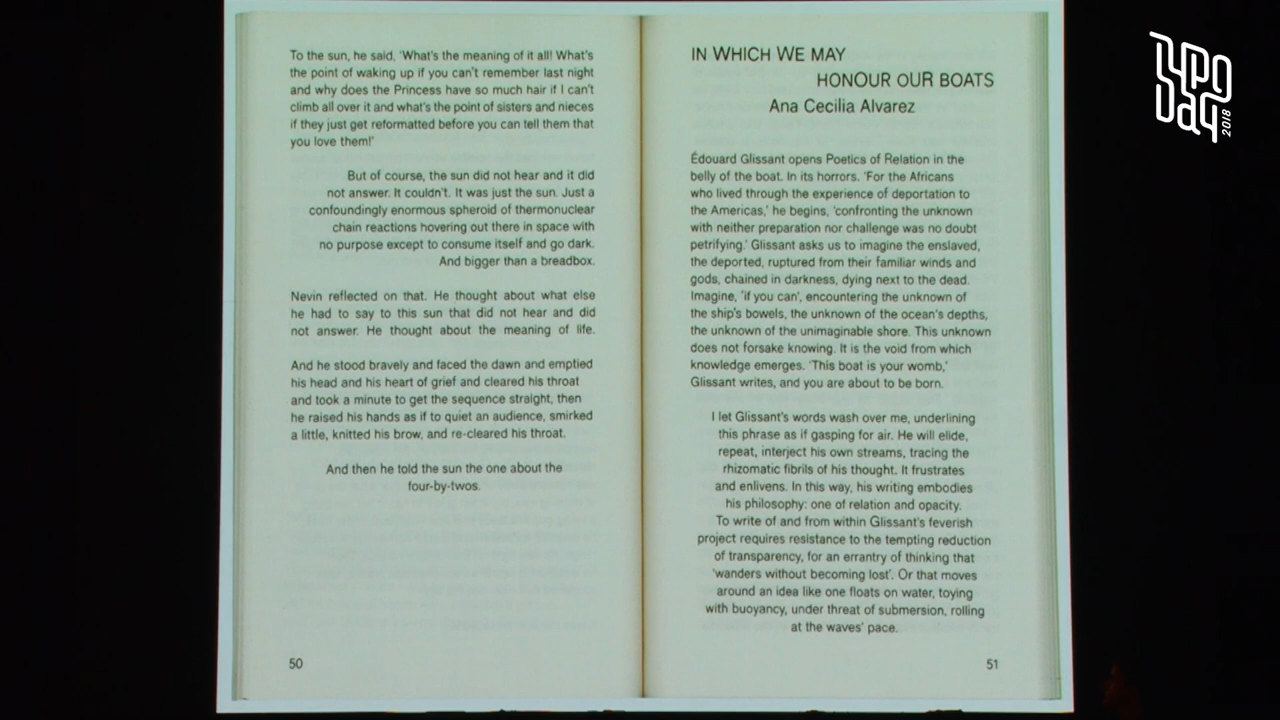 To the sun, he said, 'What's the meaning of it all! What's
the point of waking up if you can't remember last night
and why does the Princess have so much hair if I can't
climb all over it and what's the point of sisters and nieces
if they just get reformatted before you can tell them that
you love them!'
But of course, the sun did not hear and it did
not answer. It couldn't. It was just the sun. Just a
confoundingly enormous spheroid of thermonuclear
chain reactions hovering out there in space with
no purpose except to consume itself and go dark.
And bigger than a breadbox.
Nevin reflected on that. He thought about what else
he had to say to this sun that did not hear and did
not answer. He thought about the meaning of life.
And he stood bravely and faced the dawn and emptied
his head and his heart of grief and cleared his throat
and took a minute to get the sequence straight, then
he raised his hands as if to quiet an audience, smirked
a little, knitted his brow, and re-cleared his throat.
And then he told the sun the one about the
four-by-twos.
50
IN WHICH WE MAY
HONOUR OUR BOATS
Ana Cecilia Alvarez
Édouard Glissant opens Poetics of Relation in the
belly of the boat. In its horrors. 'For the Africans
who lived through the experience of deportation to
the Americas,' he begins, 'confronting the unknown
with neither preparation nor challenge was no doubt
petrifying.' Glissant asks us to imagine the enslaved,
the deported, ruptured from their familiar winds and
gods, chained in darkness, dying next to the dead.
Imagine, 'if you can', encountering the unknown of
the ship's bowels, the unknown of the ocean's depths,
the unknown of the unimaginable shore. This unknown
does not forsake knowing. It is the void from which
knowledge emerges. 'This boat is your womb,'
Glissant writes, and you are about to be born.
I let Glissant's words wash over me, underlining
this phrase as if gasping for air. He will elide,
repeat, interject his own streams, tracing the
rhizomatic fibrils of his thought. It frustrates
and enlivens. In this way, his writing embodies
his philosophy: one of relation and opacity.
To write of and from within Glissant's feverish
project requires resistance to the tempting reduction
of transparency, for an errantry of thinking that
'wanders without becoming lost'. Or that moves
around an idea like one floats on water, toying
with buoyancy, under threat of submersion, rolling
at the waves' pace.
51
TYPO
Day
2018